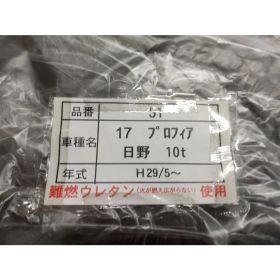 品番 51
車種名 17 プロフィア
日野 10t
年式 H29/5～
難燃ウレタン(火が燃え広がらない)使用